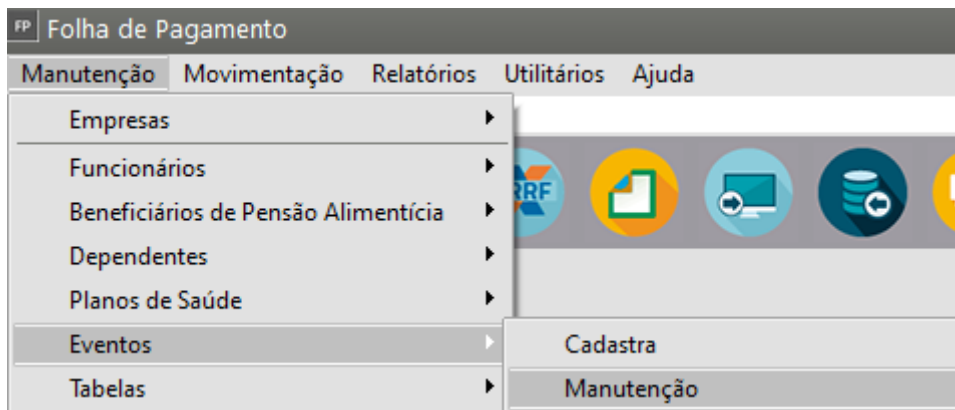 FP Folha de Pagamento
Manutenção Movimentação Relatórios Utilitários Ajuda
Empresas
Funcionários
RRF
Beneficiários de Pensão Alimentícia
Dependentes
Planos de Saúde
Eventos
Cadastra
Tabelas
Manutenção